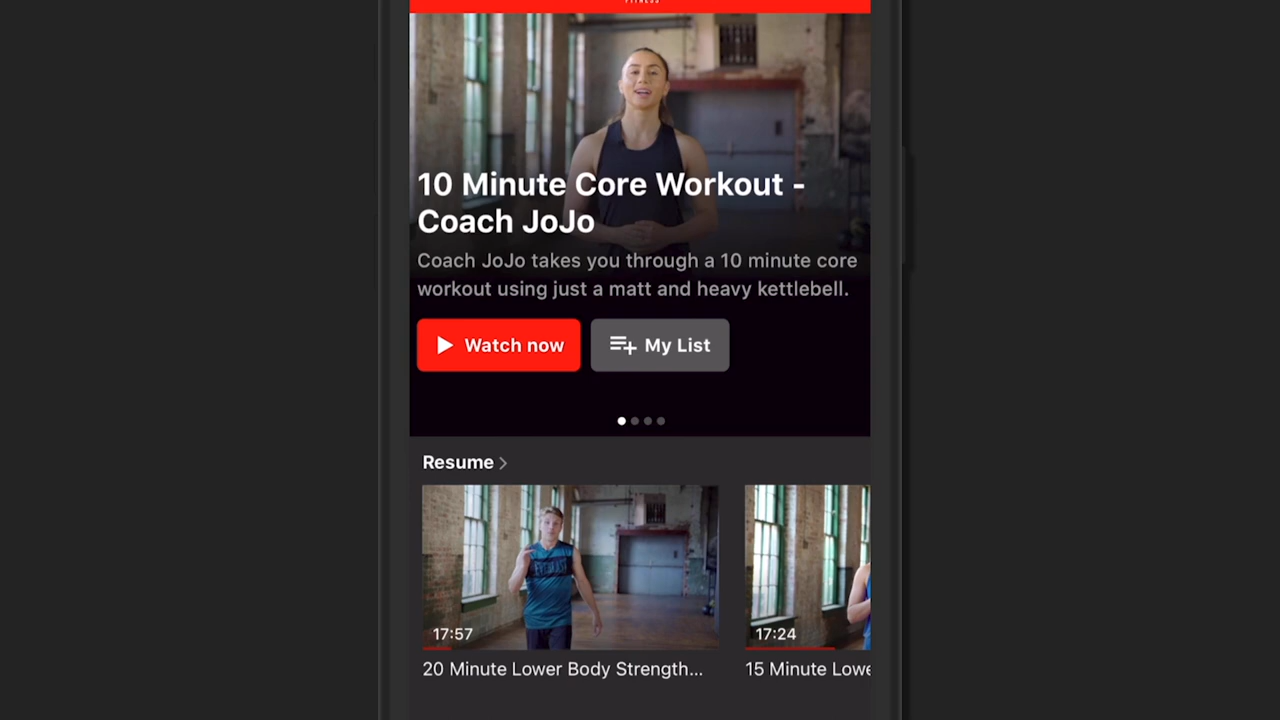 FITNESS
10 Minute Core Workout -
Coach JoJo
Coach JoJo takes you through a 10 minute core
workout using just a matt and heavy kettlebell.
Watch now
My List
Resume
EVERLAST
17:57
17:24
20 Minute Lower Body Strength...
15 Minute Lowe